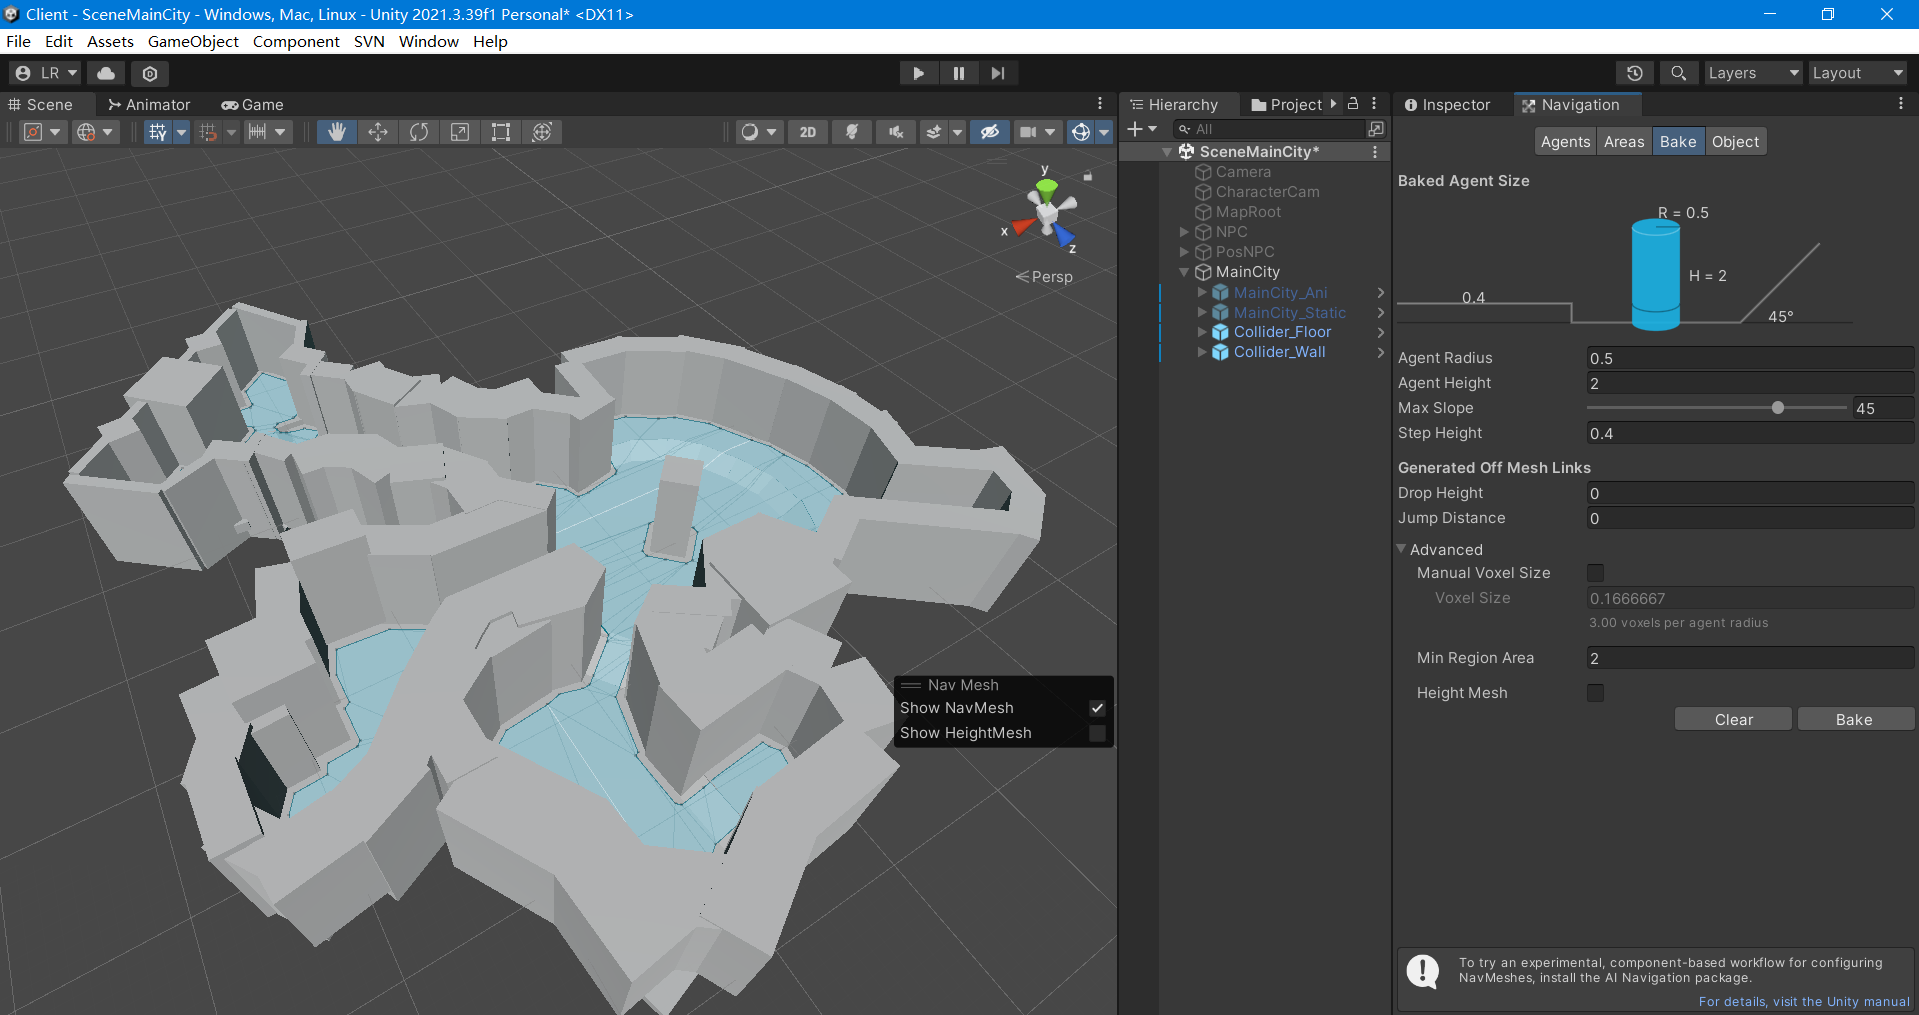 Client - SceneMainCity - Windows, Mac, Linux - Unity 2021.3.39f1 Personal* <DX11>
File Edit Assets GameObject Component SVN Window Help
LR
Layers Layout
Scene Animator Game
2D
y
x
z
Persp
Nav Mesh
Show NavMesh
Show HeightMesh
Hierarchy Project
All
SceneMainCity*
Camera
CharacterCam
MapRoot
NPC
PosNPC
MainCity
MainCity_Ani
MainCity_Static
Collider_Floor
Collider_Wall
Inspector Navigation
Agents Areas Bake Object
Baked Agent Size
R = 0.5
H = 2
0.4
45°
Agent Radius 0.5
Agent Height 2
Max Slope 45
Step Height 0.4
Generated Off Mesh Links
Drop Height 0
Jump Distance 0
Advanced
Manual Voxel Size
Voxel Size 0.1666667
3.00 voxels per agent radius
Min Region Area 2
Height Mesh
Clear Bake
To try an experimental, component-based workflow for configuring
NavMeshes, install the AI Navigation package.
For details, visit the Unity manual